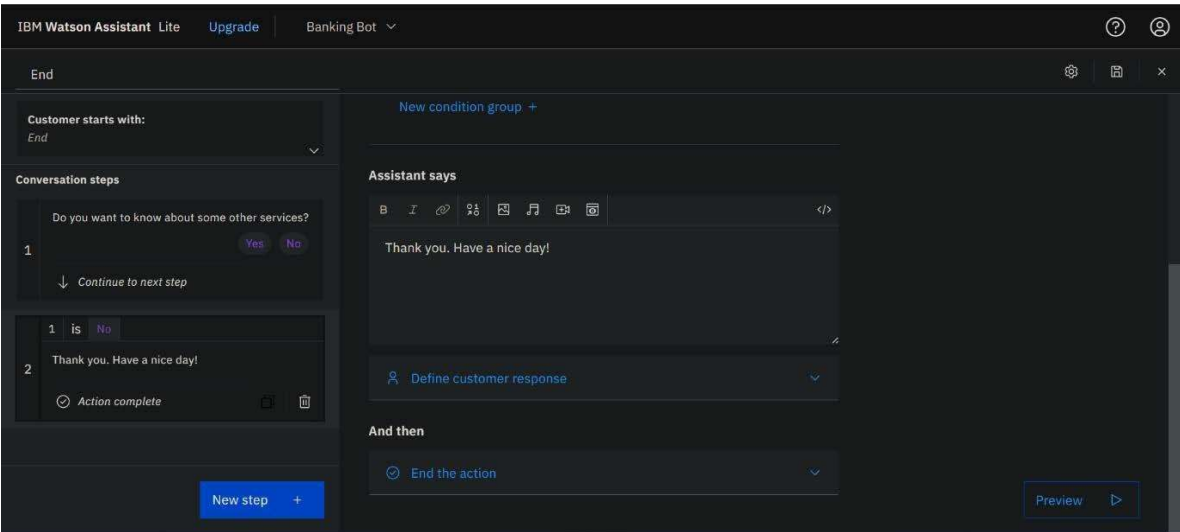 IBM Watson Assistant Lite Upgrade Banking Bot
End
Customer starts with:
End
Conversation steps
1
Do you want to know about some other services?
Yes No
Continue to next step
2
1 is No
Thank you. Have a nice day!
Action complete
New step +
New condition group +
Assistant says
B I </>
Thank you. Have a nice day!
Define customer response
And then
End the action
Preview